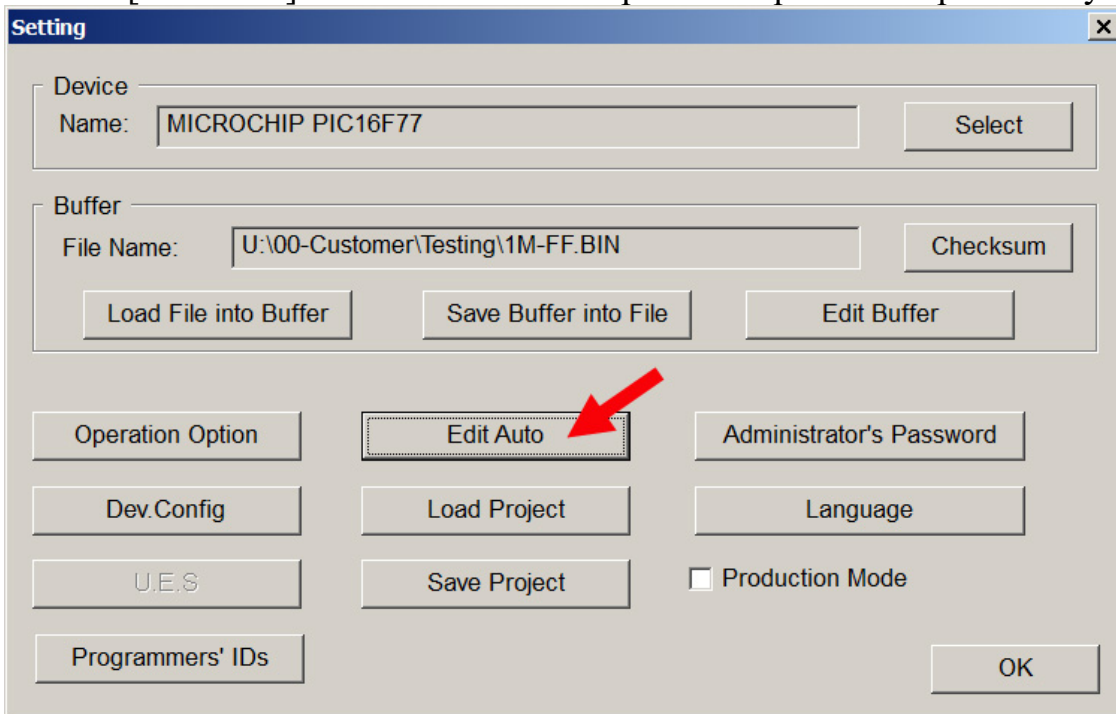 Setting
Device
Name: MICROCHIP PIC16F77 Select
Buffer
File Name: U:\00-Customer\Testing\1M-FF.BIN Checksum
Load File into Buffer Save Buffer into File Edit Buffer
Operation Option Edit Auto Administrator's Password
Dev.Config Load Project Language
U.E.S Save Project Production Mode
Programmers' IDs OK